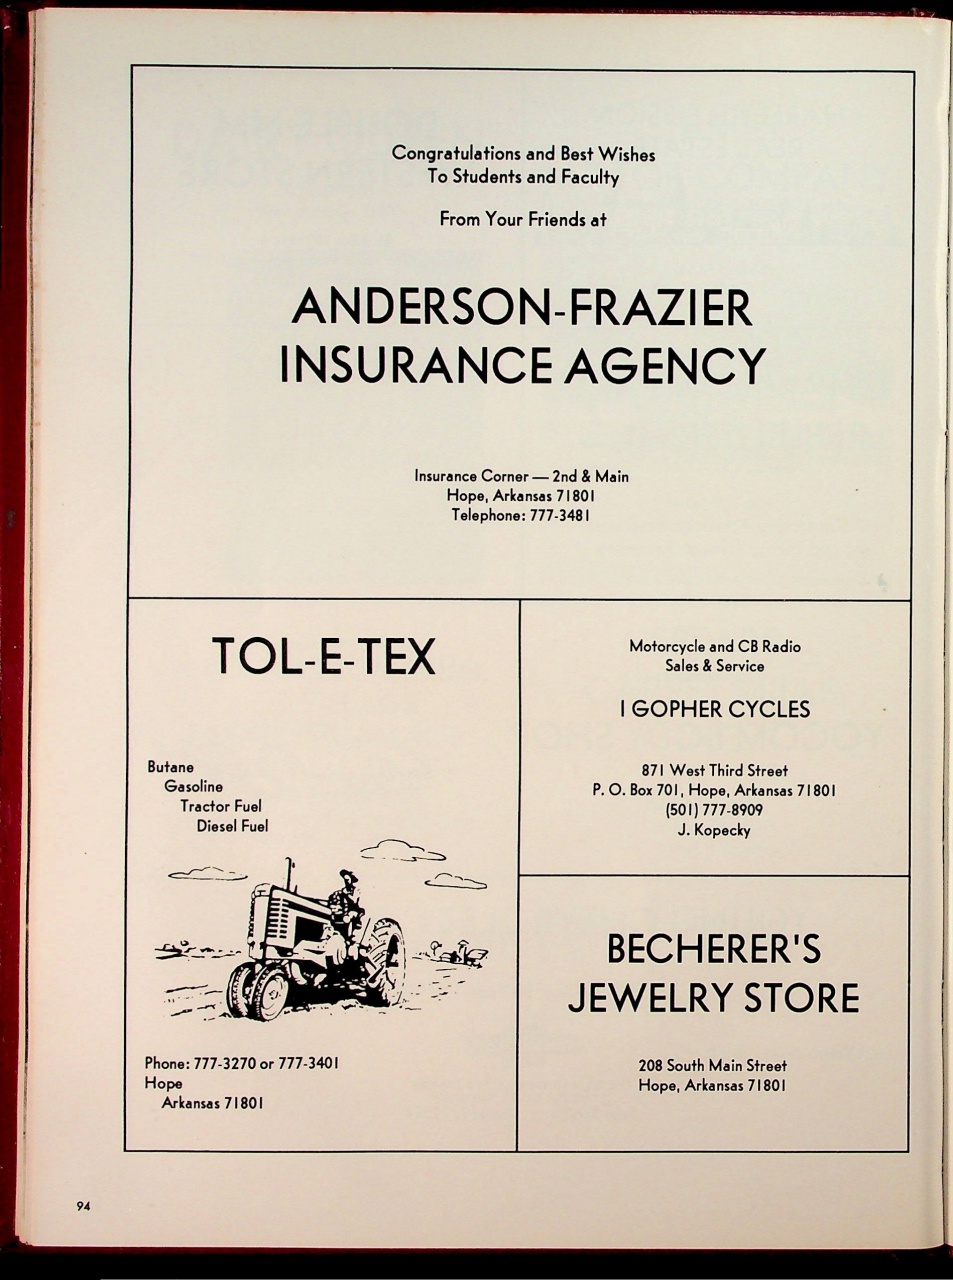 Congratulations and Best Wishes
To Students and Faculty
From Your Friends at
ANDERSON-FRAZIER
INSURANCE AGENCY
Insurance Corner — 2nd & Main
Hope, Arkansas 71801
Telephone: 777-3481
TOL-E-TEX
Butane
Gasoline
Tractor Fuel
Diesel Fuel
Phone: 777-3270 or 777-3401
Hope
Arkansas 71801
Motorcycle and CB Radio
Sales & Service
I GOPHER CYCLES
871 West Third Street
P. O. Box 701, Hope, Arkansas 71801
(501) 777-8909
J. Kopecky
BECHERER'S
JEWELRY STORE
208 South Main Street
Hope, Arkansas 71801
94